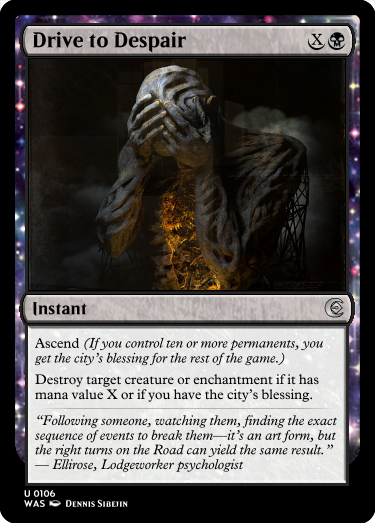 Drive to Despair X
Instant
Ascend (If you control ten or more permanents, you
get the city's blessing for the rest of the game.)
Destroy target creature or enchantment if it has
mana value X or if you have the city's blessing.
"Following someone, watching them, finding the exact
sequence of events to break them—it's an art form, but
the right turns on the Road can yield the same result."
— Ellirose, Lodgeworker psychologist
U 0106
WAS DENNIS SIBEIJN